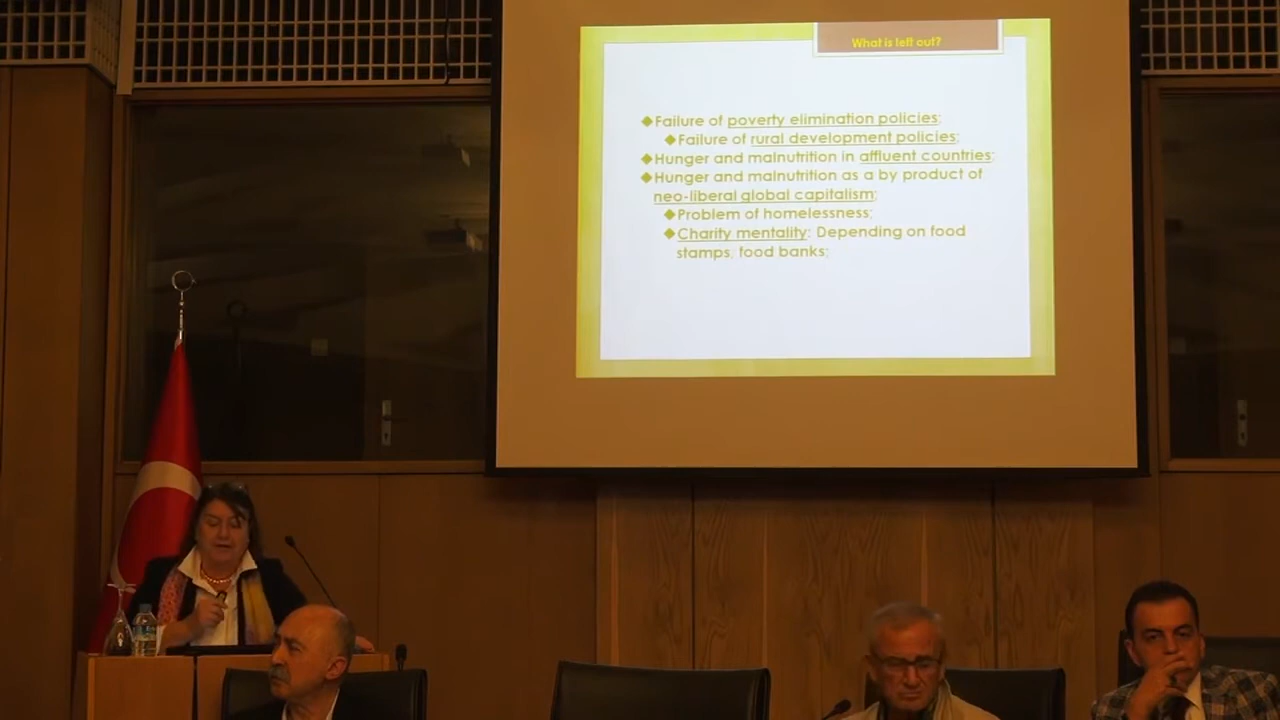 What is left out?
◆Failure of poverty elimination policies;
◆Failure of rural development policies;
◆Hunger and malnutrition in affluent countries;
◆Hunger and malnutrition as a by product of
neo-liberal global capitalism;
◆Problem of homelessness;
◆Charity mentality: Depending on food
stamps, food banks;